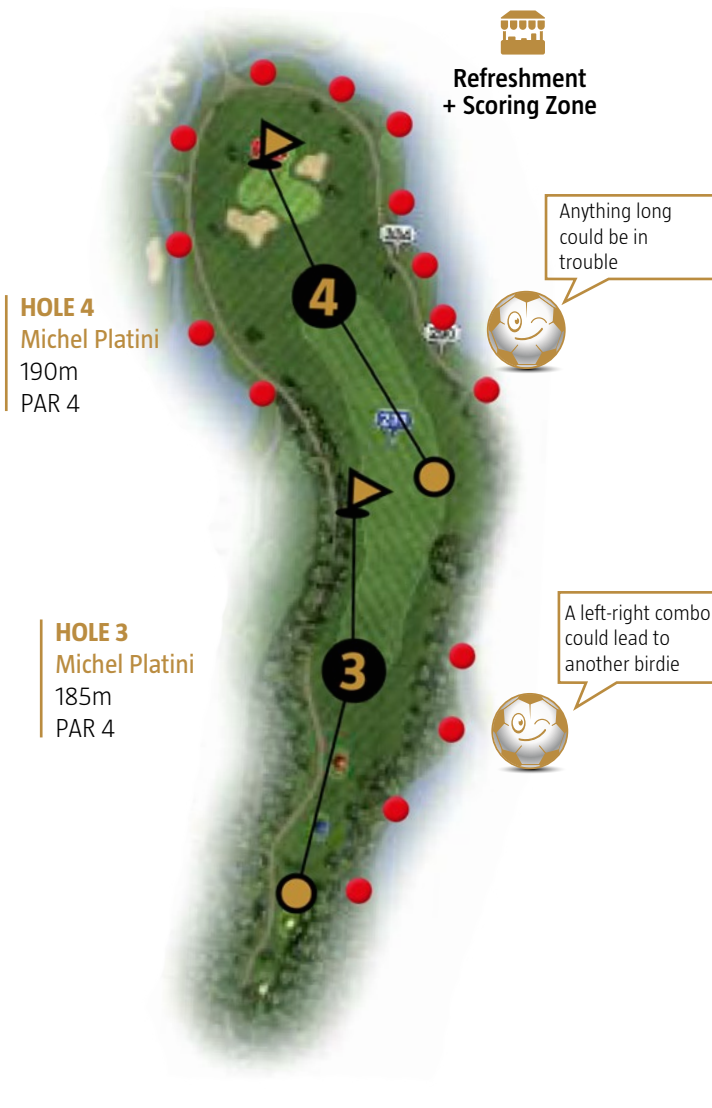 Refreshment
+ Scoring Zone
Anything long
could be in
trouble
4
HOLE 4
Michel Platini
190m
PAR 4
HOLE 3
Michel Platini
185m
PAR 4
3
A left-right combo
could lead to
another birdie